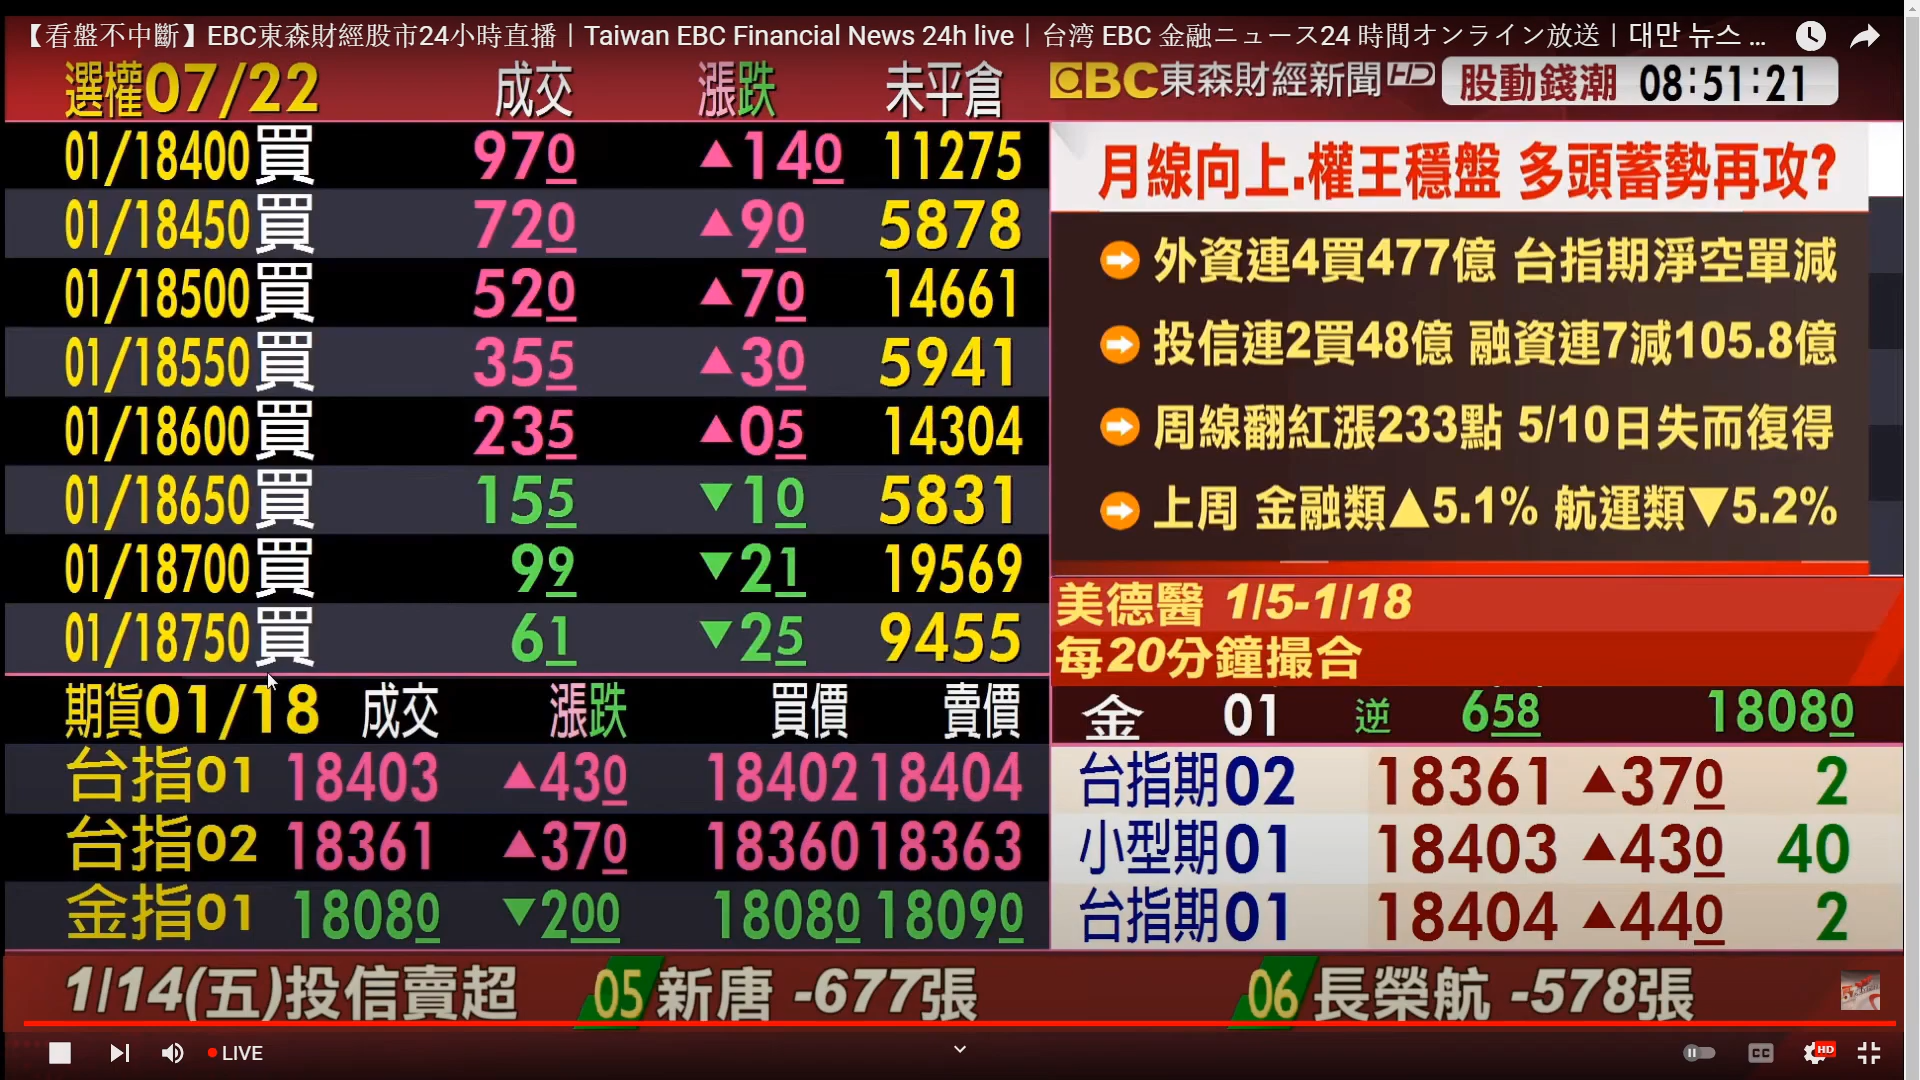 【看盤不中斷】EBC東森財經股市24小時直播｜Taiwan EBC Financial News 24h live｜台湾 EBC 金融ニュース24 時間オンライン放送｜대만 뉴스 ...
選權07/22 成交 漲跌 未平倉
01/18400買 970 ▲140 11275
01/18450買 720 ▲90 5878
01/18500買 520 ▲70 14661
01/18550買 355 ▲30 5941
01/18600買 235 ▲05 14304
01/18650買 155 ▼10 5831
01/18700買 99 ▼21 19569
01/18750買 61 ▼25 9455
期貨01/18 成交 漲跌 買價 賣價
台指01 18403 ▲430 18402 18404
台指02 18361 ▲370 18360 18363
金指01 18080 ▼200 18080 18090
EBC東森財經新聞HD 股動錢潮 08:51:21
月線向上.權王穩盤 多頭蓄勢再攻?
外資連4買477億 台指期淨空單減
投信連2買48億 融資連7減105.8億
周線翻紅漲233點 5/10日失而復得
上周 金融類▲5.1% 航運類▼5.2%
美德醫 1/5-1/18
每20分鐘撮合
金 01 逆 658 18080
台指期02 18361 ▲370 2
小型期01 18403 ▲430 40
台指期01 18404 ▲440 2
1/14(五)投信賣超 05 新唐 -677張 06 長榮航 -578張
LIVE
CC HD